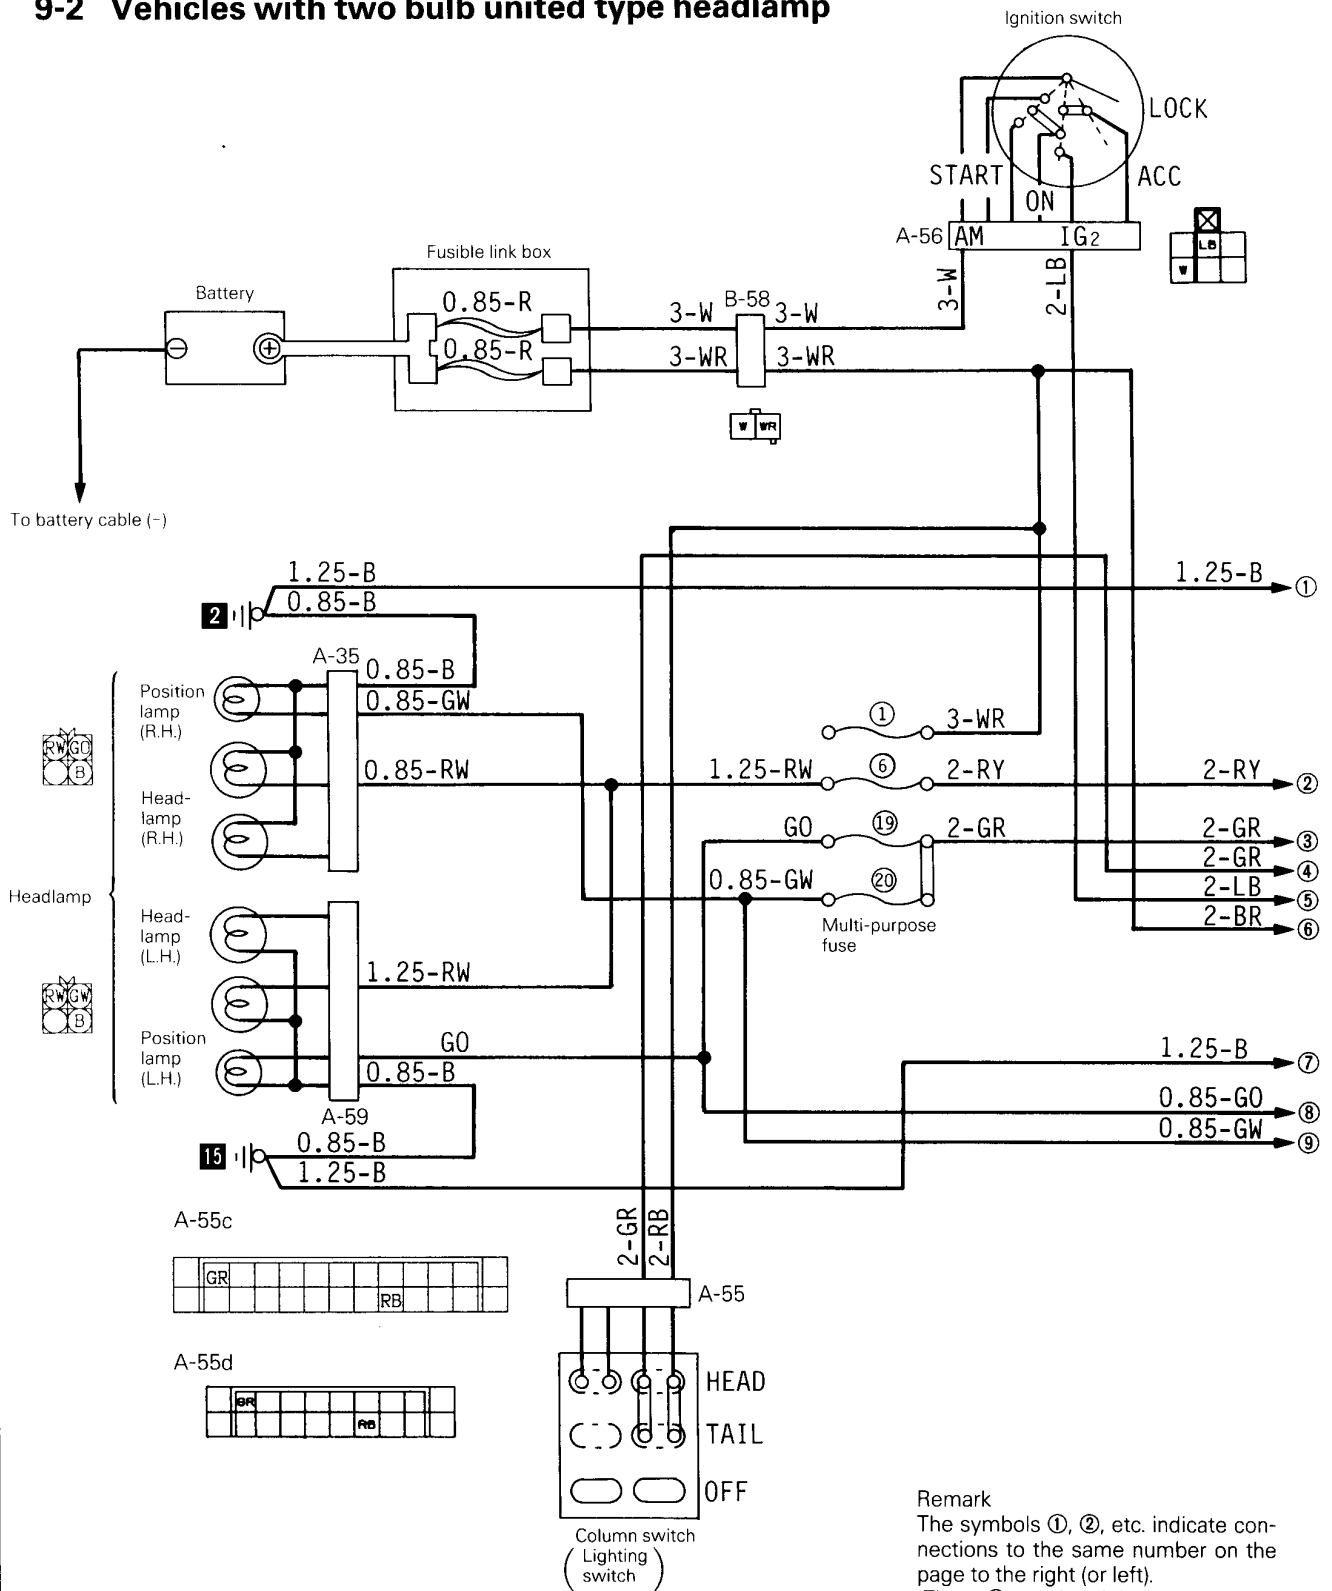 9-2 Vehicles with two bulb united type headlamp
Ignition switch
LOCK
START
ACC
ON
A-56
AM
IG2
LB
W
3-W
2-LB
Fusible link box
Battery
0.85-R
0.85-R
3-W
B-58
3-W
3-WR
3-WR
W WR
To battery cable (-)
1.25-B
1.25-B
①
0.85-B
2
A-35
0.85-B
0.85-GW
Position
lamp
(R.H.)
RW GO
B
①
3-WR
0.85-RW
1.25-RW
⑥
2-RY
2-RY
②
Head-
lamp
(R.H.)
GO
⑲
2-GR
2-GR
③
2-GR
④
0.85-GW
⑳
2-LB
⑤
2-BR
⑥
Multi-purpose
fuse
Headlamp
Head-
lamp
(L.H.)
1.25-RW
RW GW
B
Position
lamp
(L.H.)
GO
0.85-B
1.25-B
⑦
0.85-GO
⑧
0.85-GW
⑨
A-59
0.85-B
15
1.25-B
A-55c
GR
RB
2-GR
2-RB
A-55
A-55d
GR
RB
HEAD
TAIL
OFF
Column switch
(Lighting
switch)
Remark
The symbols ①, ②, etc. indicate con-
nections to the same number on the
page to the right (or left).